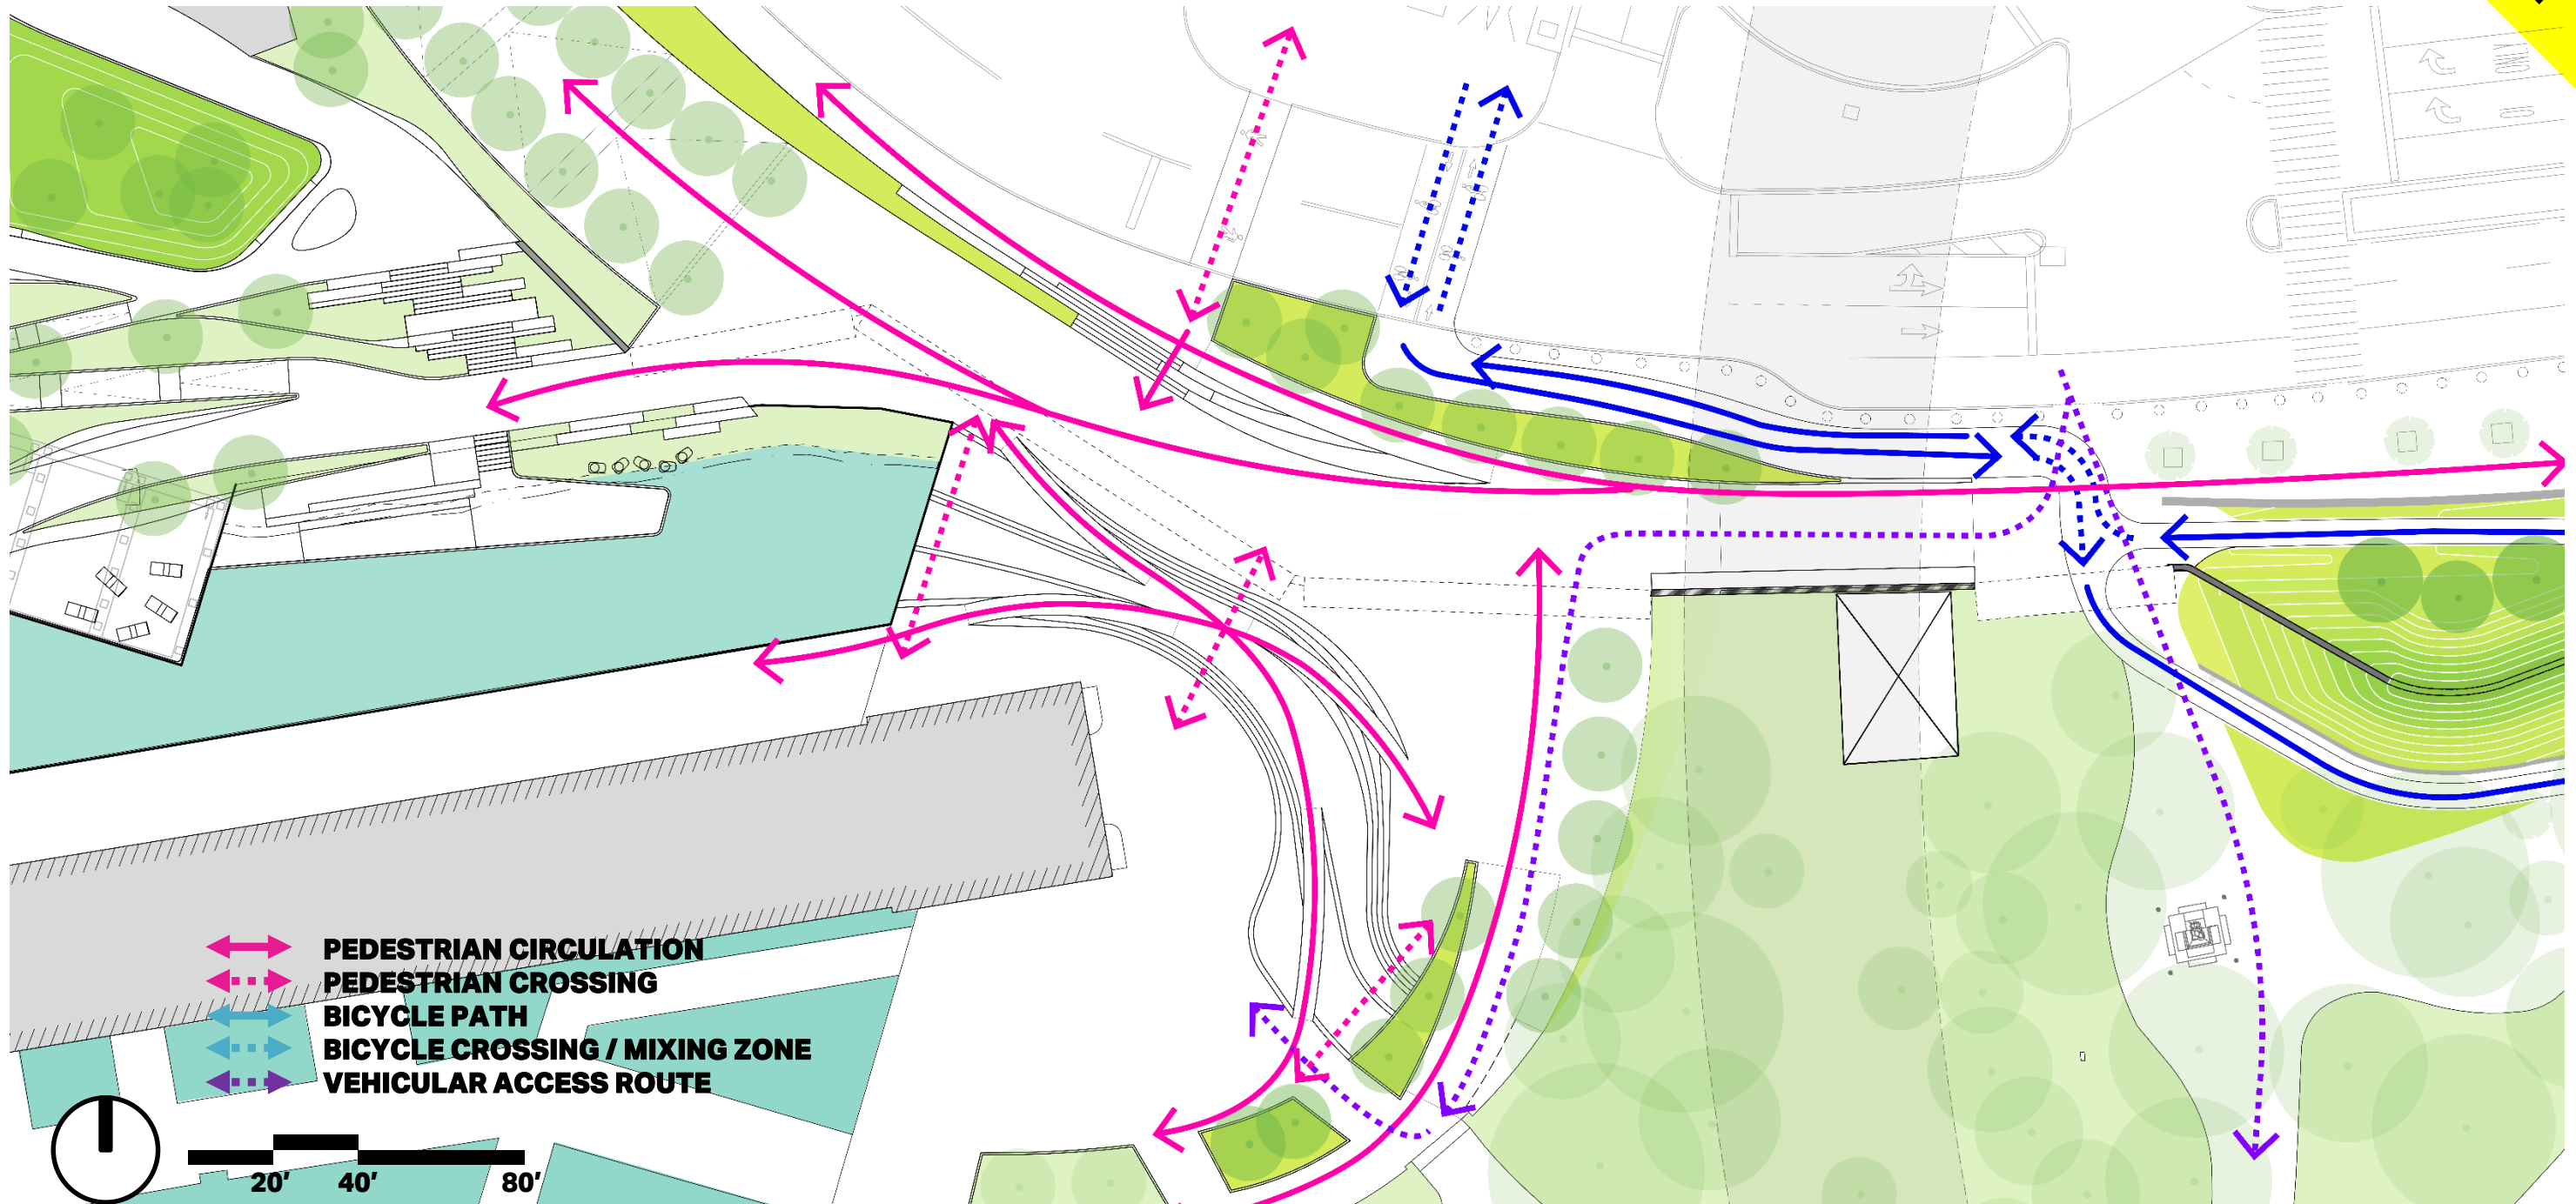 PEDESTRIAN CIRCULATION
PEDESTRIAN CROSSING
BICYCLE PATH
BICYCLE CROSSING / MIXING ZONE
VEHICULAR ACCESS ROUTE
20' 40' 80'